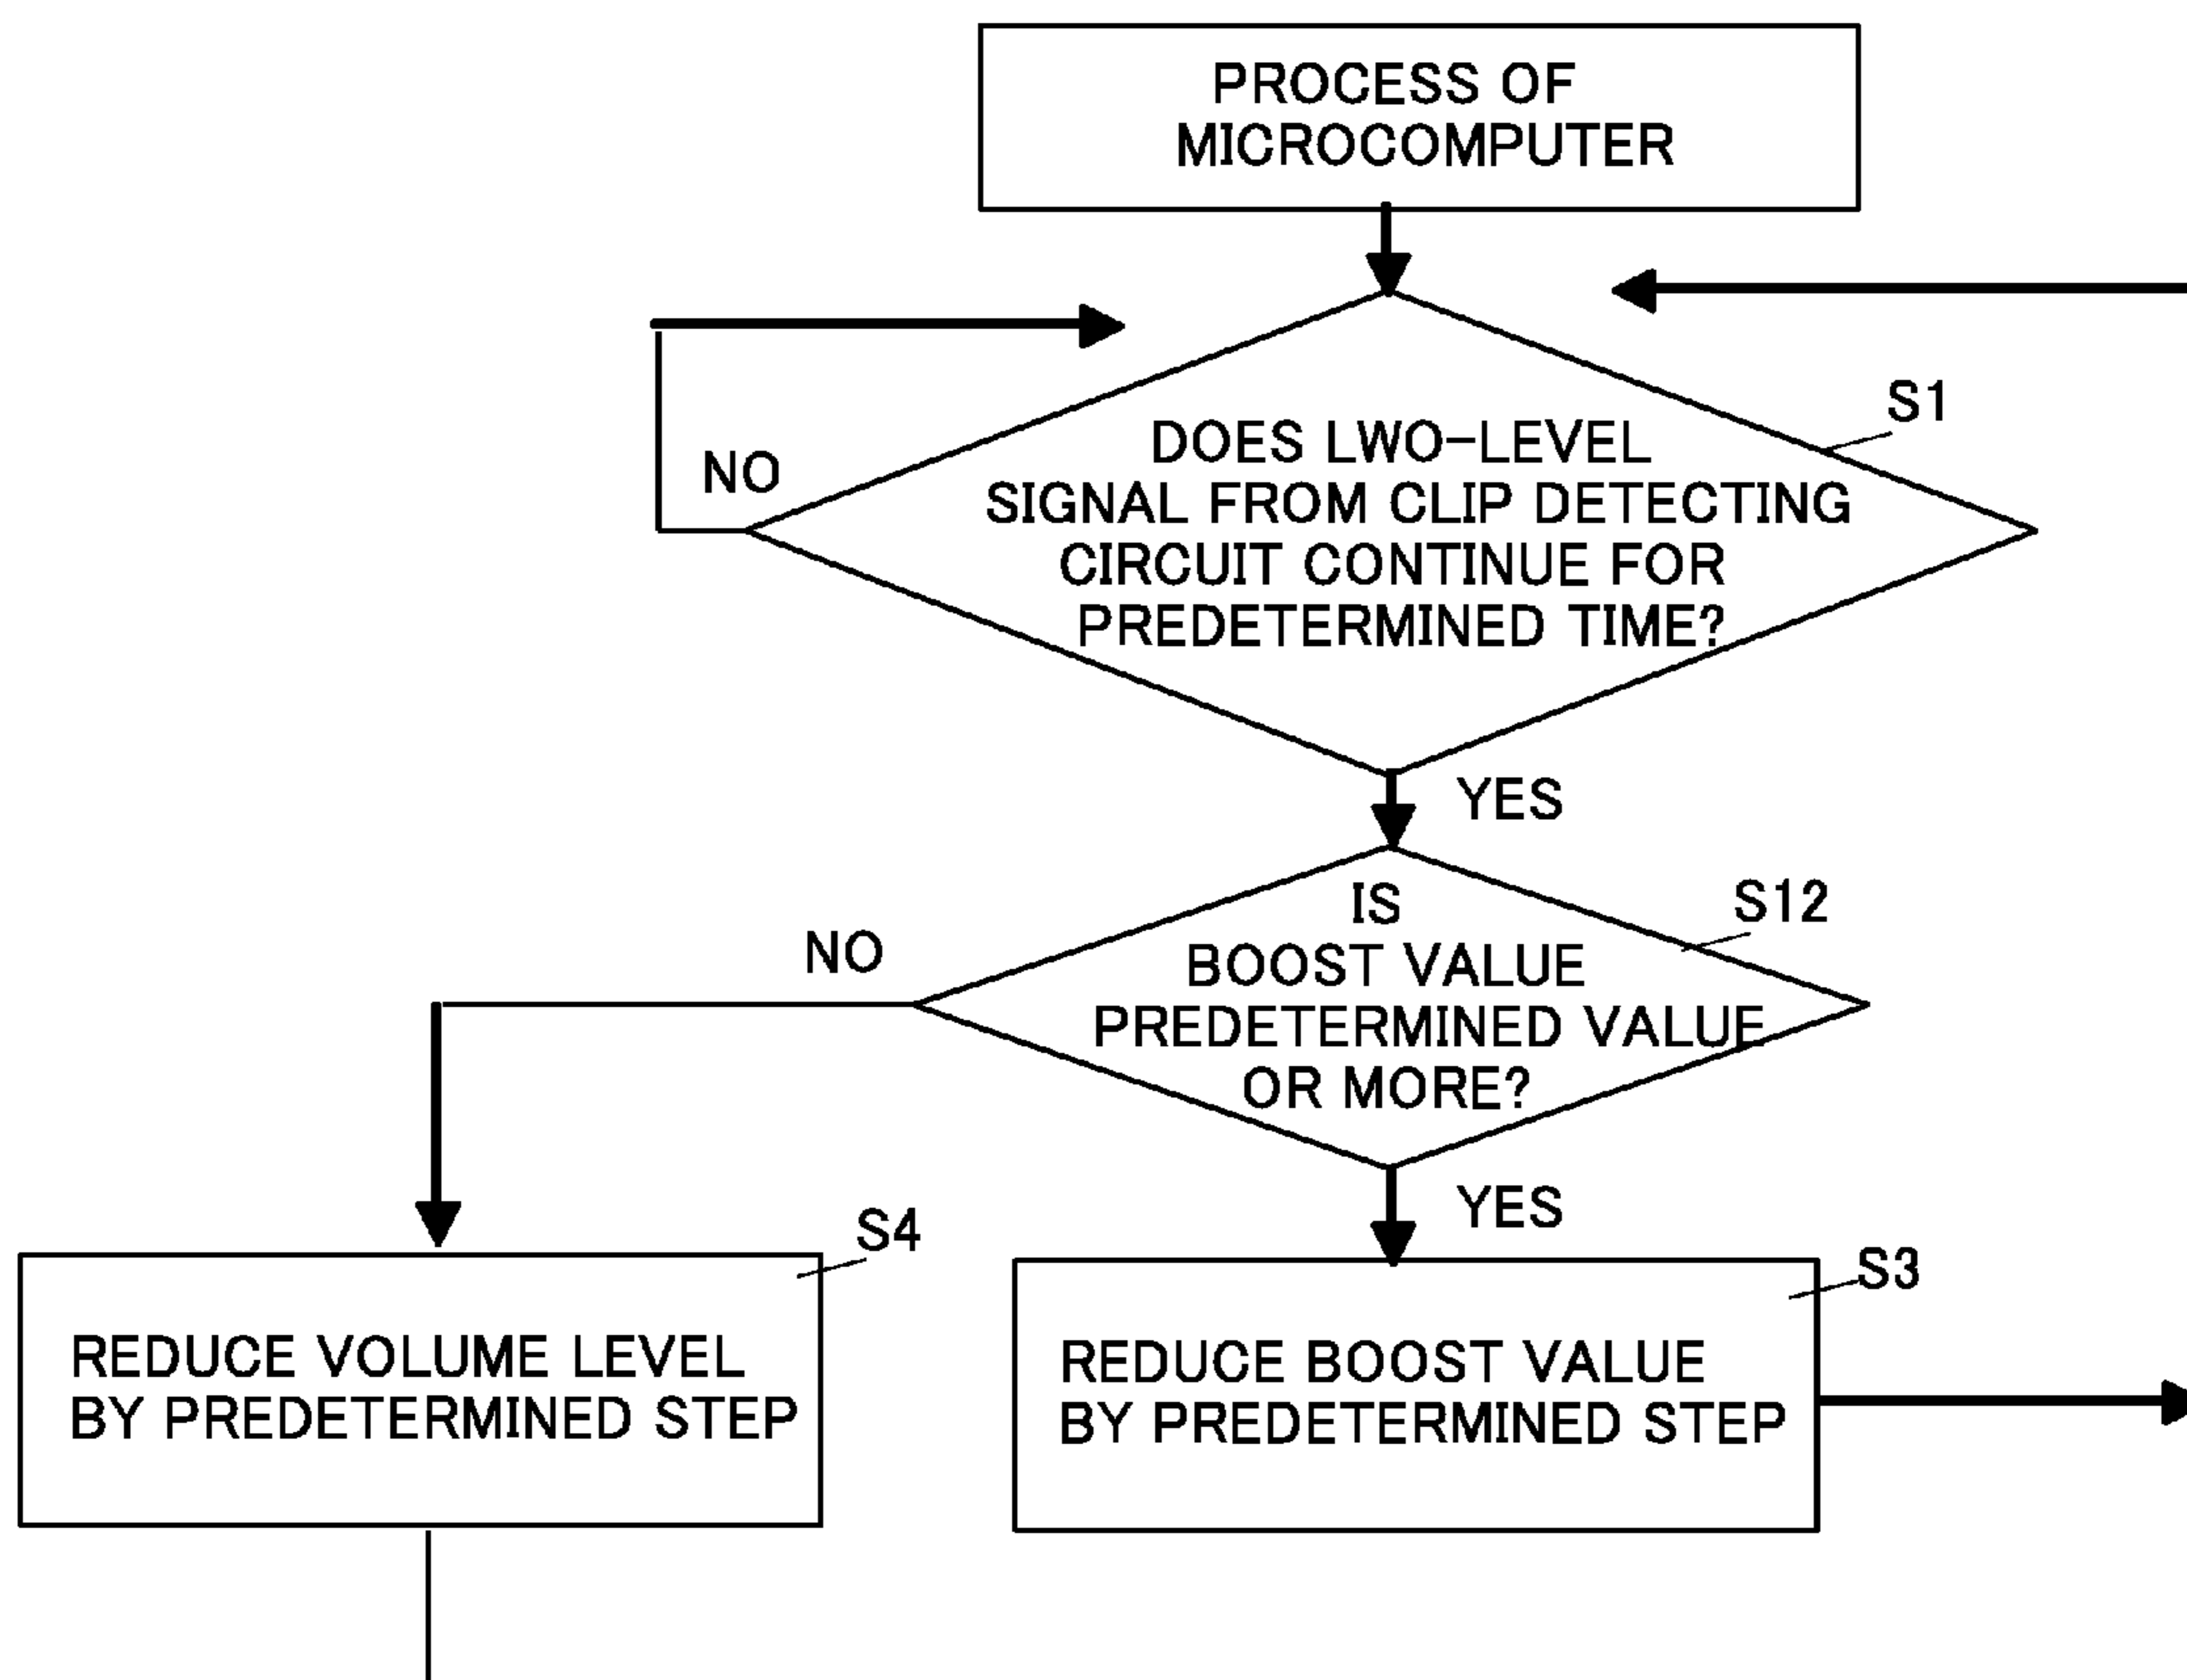 PROCESS OF
MICROCOMPUTER
S1
DOES LWO-LEVEL
SIGNAL FROM CLIP DETECTING
CIRCUIT CONTINUE FOR
PREDETERMINED TIME?
NO
YES
S12
IS
BOOST VALUE
PREDETERMINED VALUE
OR MORE?
NO
YES
S4
REDUCE VOLUME LEVEL
BY PREDETERMINED STEP
S3
REDUCE BOOST VALUE
BY PREDETERMINED STEP